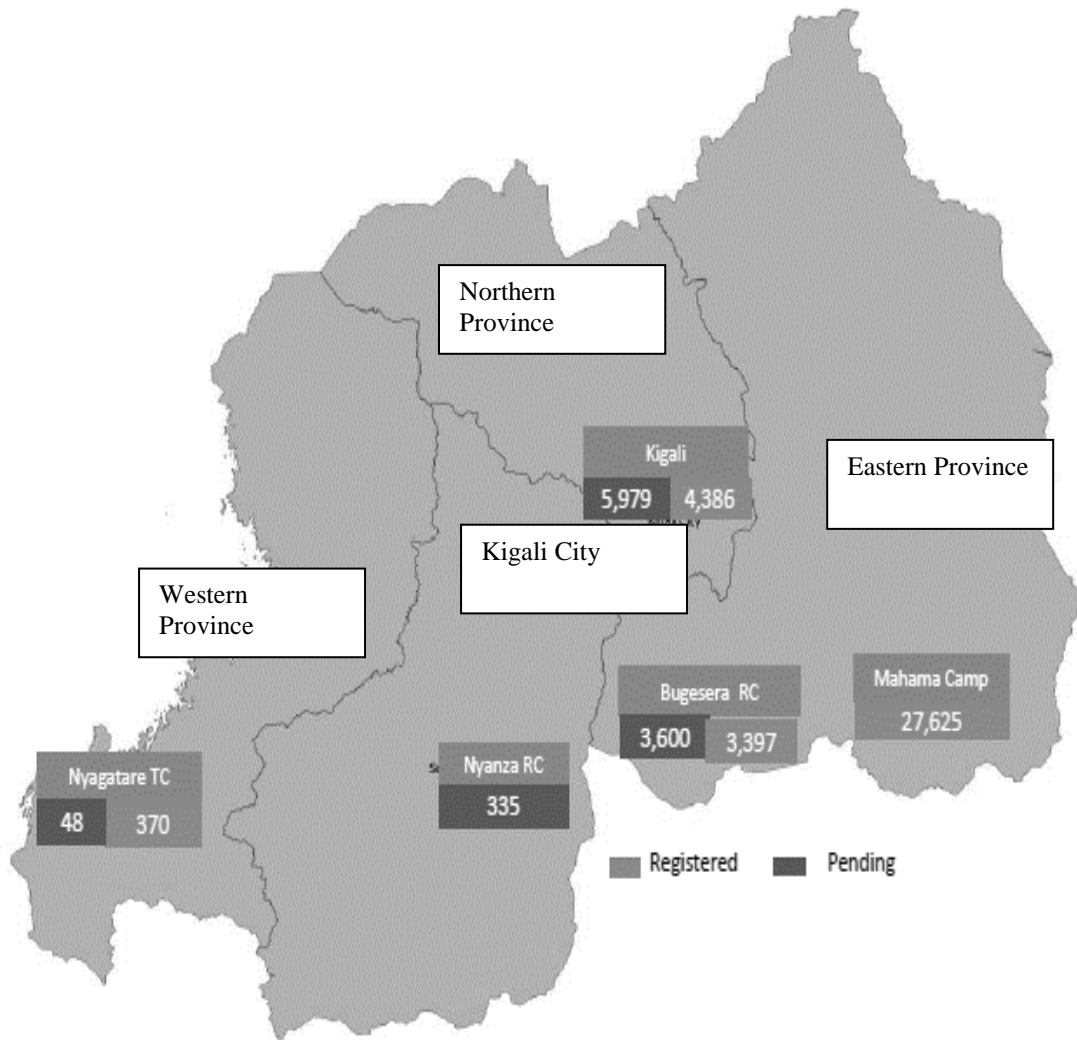 Northern
Province
Kigali
5,979 4,386
Eastern Province
Kigali City
Western
Province
Bugesera RC
3,600 3,397
Mahama Camp
27,625
Nyagatare TC
48 370
Nyanza RC
335
Registered Pending